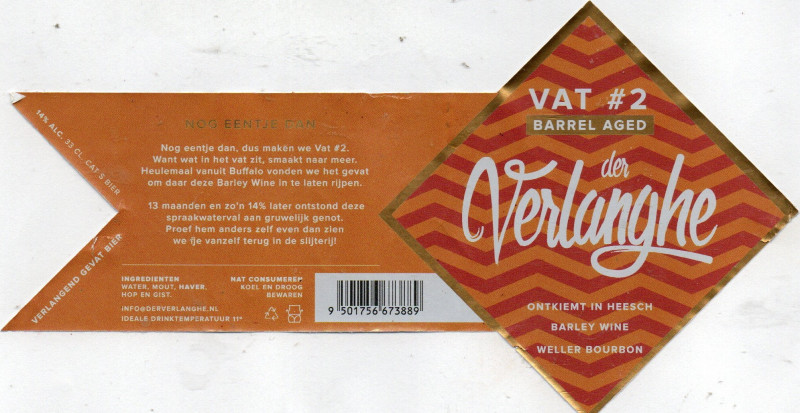 14% ALC. 33 CL. CAT S BIER
VERLANGEND GEVAT BIER
NOG EENTJE DAN
Nog eentje dan, dus maken we Vat #2.
Want wat in het vat zit, smaakt naar meer.
Heulemaal vanuit Buffalo vonden we het gevat
om daar deze Barley Wine in te laten rijpen.
13 maanden en zo'n 14% later ontstond deze
spraakwaterval aan gruwelijk genot.
Proef hem anders zelf even dan zien
we je vanzelf terug in de slijterij!
INGREDIENTEN
WATER, MOUT, HAVER,
HOP EN GIST.
NAT CONSUMEREN
KOEL EN DROOG
BEWAREN
INFO@DERVERLANGHE.NL
IDEALE DRINKTEMPERATUUR 11°
9 501756 673889
VAT #2
BARREL AGED
der
Verlanghe
ONTKIEMT IN HEESCH
BARLEY WINE
WELLER BOURBON